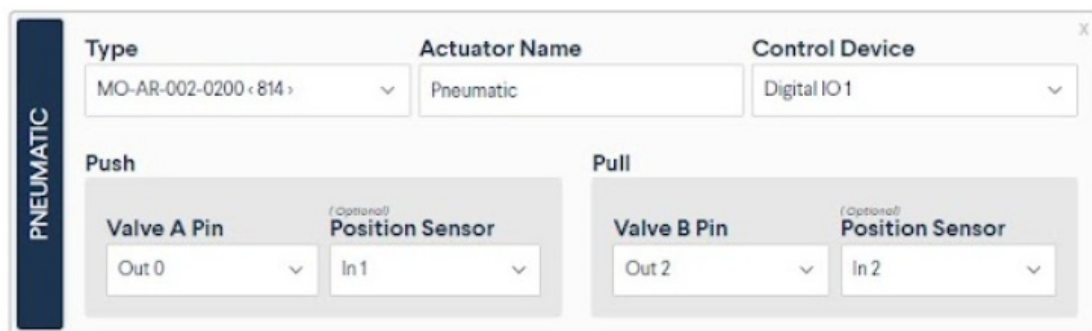 X
PNEUMATIC
Type
Actuator Name
Control Device
MO-AR-002-0200 ‹ 814 ›
Pneumatic
Digital IO 1
Push
Pull
Valve A Pin
(Optional)
Position Sensor
Out 0
In 1
Valve B Pin
(Optional)
Position Sensor
Out 2
In 2